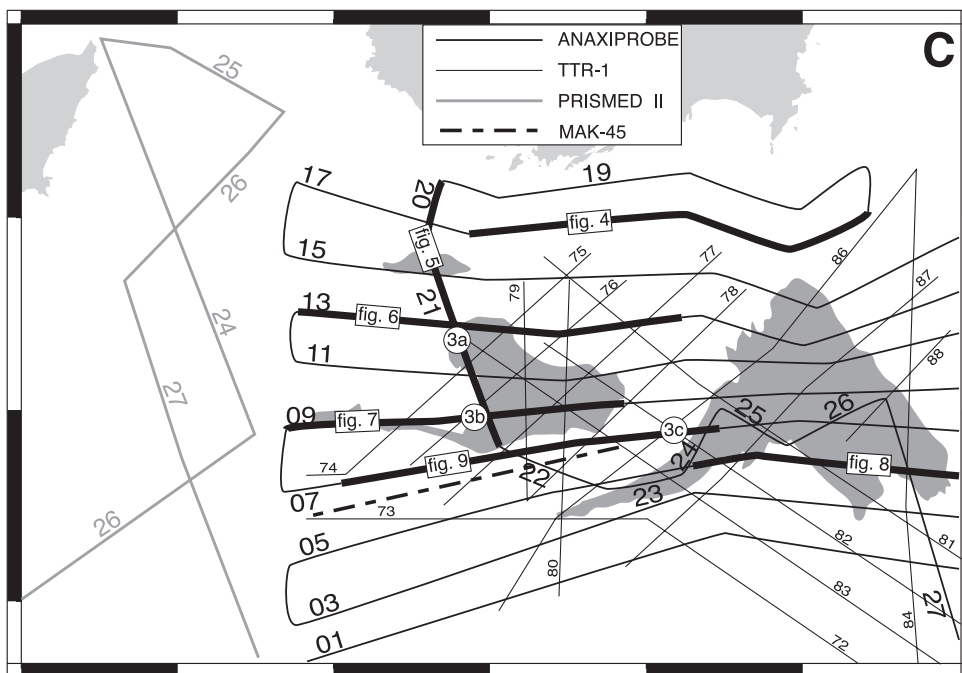 C
ANAXIPROBE
TTR-1
PRISMED II
MAK-45
25
26
24
27
26
17
20
19
fig. 4
fig. 5
15
21
75
76
77
78
79
86
87
88
13
fig. 6
3a
11
09
fig. 7
3b
3c
25
26
24
fig. 8
74
fig. 9
22
23
07
73
05
80
81
82
83
84
27
03
01
72